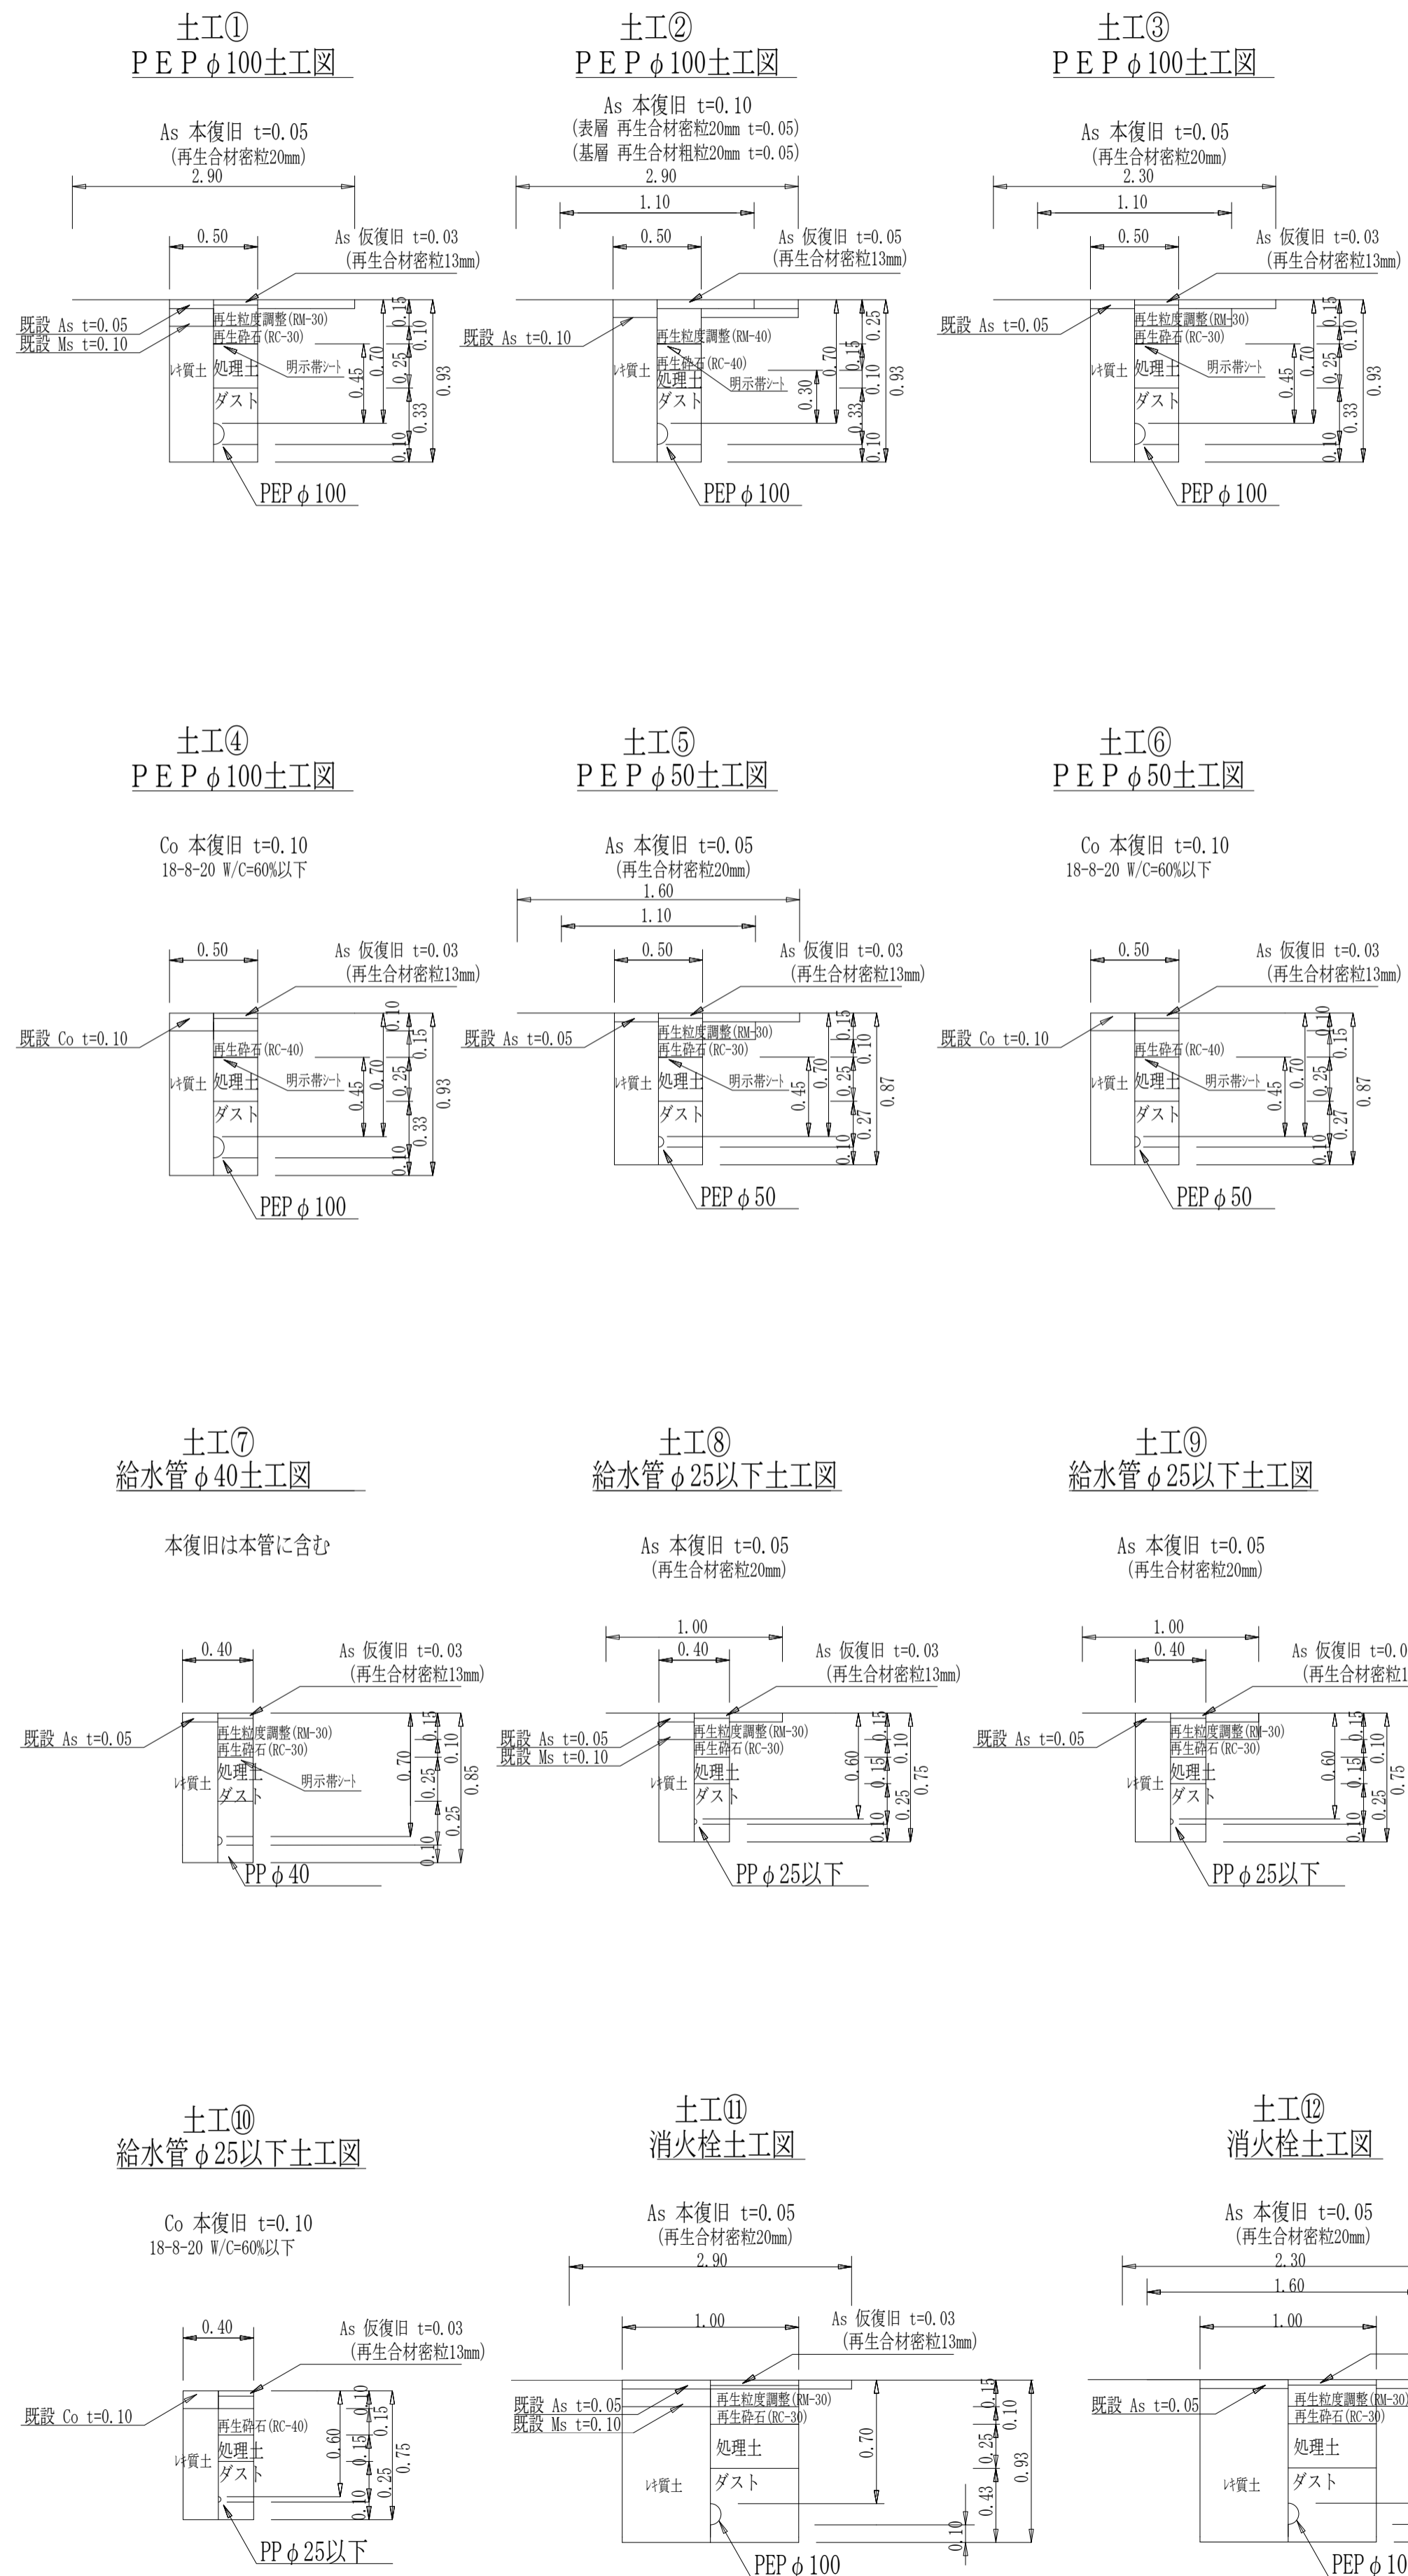 土工①
ＰＥＰφ100土工図
As 本復旧 t=0.05
(再生合材密粒20mm)
2.90
0.50
As 仮復旧 t=0.03
(再生合材密粒13mm)
既設 As t=0.05
既設 Ms t=0.10
再生粒度調整(RM-30)
再生砕石(RC-30)
ﾚｷ質土
処理土
明示帯ｼｰﾄ
ダスト
0.45
0.70
0.15
0.10
0.25
0.33
0.10
0.93
PEPφ100
土工②
ＰＥＰφ100土工図
As 本復旧 t=0.10
(表層 再生合材密粒20mm t=0.05)
(基層 再生合材粗粒20mm t=0.05)
2.90
1.10
0.50
As 仮復旧 t=0.05
(再生合材密粒13mm)
既設 As t=0.10
再生粒度調整(RM-40)
再生砕石(RC-40)
ﾚｷ質土
処理土
明示帯ｼｰﾄ
ダスト
0.30
0.70
0.25
0.15
0.10
0.33
0.10
0.93
PEPφ100
土工③
ＰＥＰφ100土工図
As 本復旧 t=0.05
(再生合材密粒20mm)
2.30
1.10
0.50
As 仮復旧 t=0.03
(再生合材密粒13mm)
既設 As t=0.05
再生粒度調整(RM-30)
再生砕石(RC-30)
ﾚｷ質土
処理土
明示帯ｼｰﾄ
ダスト
0.45
0.70
0.15
0.10
0.25
0.33
0.10
0.93
PEPφ100
土工④
ＰＥＰφ100土工図
Co 本復旧 t=0.10
18-8-20 W/C=60%以下
0.50
As 仮復旧 t=0.03
(再生合材密粒13mm)
既設 Co t=0.10
再生砕石(RC-40)
ﾚｷ質土
処理土
明示帯ｼｰﾄ
ダスト
0.45
0.70
0.10
0.15
0.25
0.33
0.10
0.93
PEPφ100
土工⑤
ＰＥＰφ50土工図
As 本復旧 t=0.05
(再生合材密粒20mm)
1.60
1.10
0.50
As 仮復旧 t=0.03
(再生合材密粒13mm)
既設 As t=0.05
再生粒度調整(RM-30)
再生砕石(RC-30)
ﾚｷ質土
処理土
明示帯ｼｰﾄ
ダスト
0.45
0.70
0.15
0.10
0.25
0.27
0.10
0.87
PEPφ50
土工⑥
ＰＥＰφ50土工図
Co 本復旧 t=0.10
18-8-20 W/C=60%以下
0.50
As 仮復旧 t=0.03
(再生合材密粒13mm)
既設 Co t=0.10
再生砕石(RC-40)
ﾚｷ質土
処理土
明示帯ｼｰﾄ
ダスト
0.45
0.70
0.10
0.15
0.25
0.27
0.10
0.87
PEPφ50
土工⑦
給水管φ40土工図
本復旧は本管に含む
0.40
As 仮復旧 t=0.03
(再生合材密粒13mm)
既設 As t=0.05
再生粒度調整(RM-30)
再生砕石(RC-30)
ﾚｷ質土
処理土
明示帯ｼｰﾄ
ダスト
0.70
0.15
0.10
0.25
0.25
0.10
0.85
PPφ40
土工⑧
給水管φ25以下土工図
As 本復旧 t=0.05
(再生合材密粒20mm)
1.00
0.40
As 仮復旧 t=0.03
(再生合材密粒13mm)
既設 As t=0.05
既設 Ms t=0.10
再生粒度調整(RM-30)
再生砕石(RC-30)
ﾚｷ質土
処理土
ダスト
0.60
0.15
0.10
0.15
0.25
0.10
0.75
PPφ25以下
土工⑨
給水管φ25以下土工図
As 本復旧 t=0.05
(再生合材密粒20mm)
1.00
0.40
As 仮復旧 t=0.0
(再生合材密粒1
既設 As t=0.05
再生粒度調整(RM-30)
再生砕石(RC-30)
ﾚｷ質土
処理土
ダスト
0.60
0.15
0.10
0.15
0.25
0.10
0.75
PPφ25以下
土工⑩
給水管φ25以下土工図
Co 本復旧 t=0.10
18-8-20 W/C=60%以下
0.40
As 仮復旧 t=0.03
(再生合材密粒13mm)
既設 Co t=0.10
再生砕石(RC-40)
ﾚｷ質土
処理土
ダスト
0.60
0.10
0.15
0.15
0.25
0.10
0.75
PPφ25以下
土工⑪
消火栓土工図
As 本復旧 t=0.05
(再生合材密粒20mm)
2.90
1.00
As 仮復旧 t=0.03
(再生合材密粒13mm)
既設 As t=0.05
既設 Ms t=0.10
再生粒度調整(RM-30)
再生砕石(RC-30)
処理土
ﾚｷ質土
ダスト
0.70
0.15
0.10
0.25
0.43
0.10
0.93
PEPφ100
土工⑫
消火栓土工図
As 本復旧 t=0.05
(再生合材密粒20mm)
2.30
1.60
1.00
既設 As t=0.05
再生粒度調整(RM-30)
再生砕石(RC-30)
処理土
ﾚｷ質土
ダスト
PEPφ10